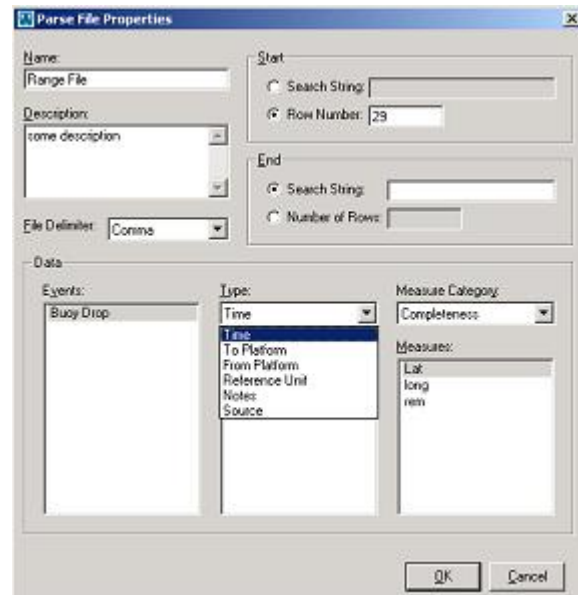 Parse File Properties
Name:
Range File
Description:
some description
File Delimiter: Comma
Start
Search String:
Row Number: 29
End
Search String:
Number of Rows:
Data
Events:
Buoy Drop
Type:
Time
Time
To Platform
From Platform
Reference Unit
Notes
Source
Measure Category:
Completeness
Measures:
Lat
long
rem
OK
Cancel